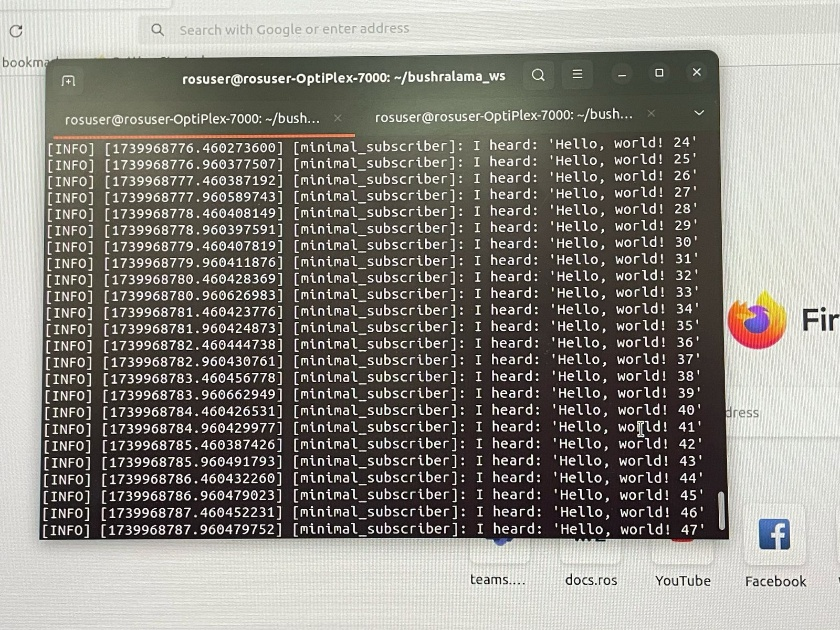 Search with Google or enter address
bookma
rosuser@rosuser-OptiPlex-7000: ~/bushralama_ws
rosuser@rosuser-OptiPlex-7000: ~/bush... rosuser@rosuser-OptiPlex-7000: ~/bush...
[INFO] [1739968776.460273600] [minimal_subscriber]: I heard: 'Hello, world! 24'
[INFO] [1739968776.960377507] [minimal_subscriber]: I heard: 'Hello, world! 25'
[INFO] [1739968777.460387192] [minimal_subscriber]: I heard: 'Hello, world! 26'
[INFO] [1739968777.960589743] [minimal_subscriber]: I heard: 'Hello, world! 27'
[INFO] [1739968778.460408149] [minimal_subscriber]: I heard: 'Hello, world! 28'
[INFO] [1739968778.960397591] [minimal_subscriber]: I heard: 'Hello, world! 29'
[INFO] [1739968779.460407819] [minimal_subscriber]: I heard: 'Hello, world! 30'
[INFO] [1739968779.960411876] [minimal_subscriber]: I heard: 'Hello, world! 31'
[INFO] [1739968780.460428369] [minimal_subscriber]: I heard: 'Hello, world! 32'
[INFO] [1739968780.960626983] [minimal_subscriber]: I heard: 'Hello, world! 33'
[INFO] [1739968781.460423776] [minimal_subscriber]: I heard: 'Hello, world! 34'
[INFO] [1739968781.960424873] [minimal_subscriber]: I heard: 'Hello, world! 35'
[INFO] [1739968782.460444738] [minimal_subscriber]: I heard: 'Hello, world! 36'
[INFO] [1739968782.960430761] [minimal_subscriber]: I heard: 'Hello, world! 37'
[INFO] [1739968783.460456778] [minimal_subscriber]: I heard: 'Hello, world! 38'
[INFO] [1739968783.960662949] [minimal_subscriber]: I heard: 'Hello, world! 39'
[INFO] [1739968784.460426531] [minimal_subscriber]: I heard: 'Hello, world! 40'
[INFO] [1739968784.960429977] [minimal_subscriber]: I heard: 'Hello, world! 41'
[INFO] [1739968785.460387426] [minimal_subscriber]: I heard: 'Hello, world! 42'
[INFO] [1739968785.960491793] [minimal_subscriber]: I heard: 'Hello, world! 43'
[INFO] [1739968786.460432260] [minimal_subscriber]: I heard: 'Hello, world! 44'
[INFO] [1739968786.960479023] [minimal_subscriber]: I heard: 'Hello, world! 45'
[INFO] [1739968787.460452231] [minimal_subscriber]: I heard: 'Hello, world! 46'
[INFO] [1739968787.960479752] [minimal_subscriber]: I heard: 'Hello, world! 47'
Fir
dress
teams.... docs.ros YouTube Facebook